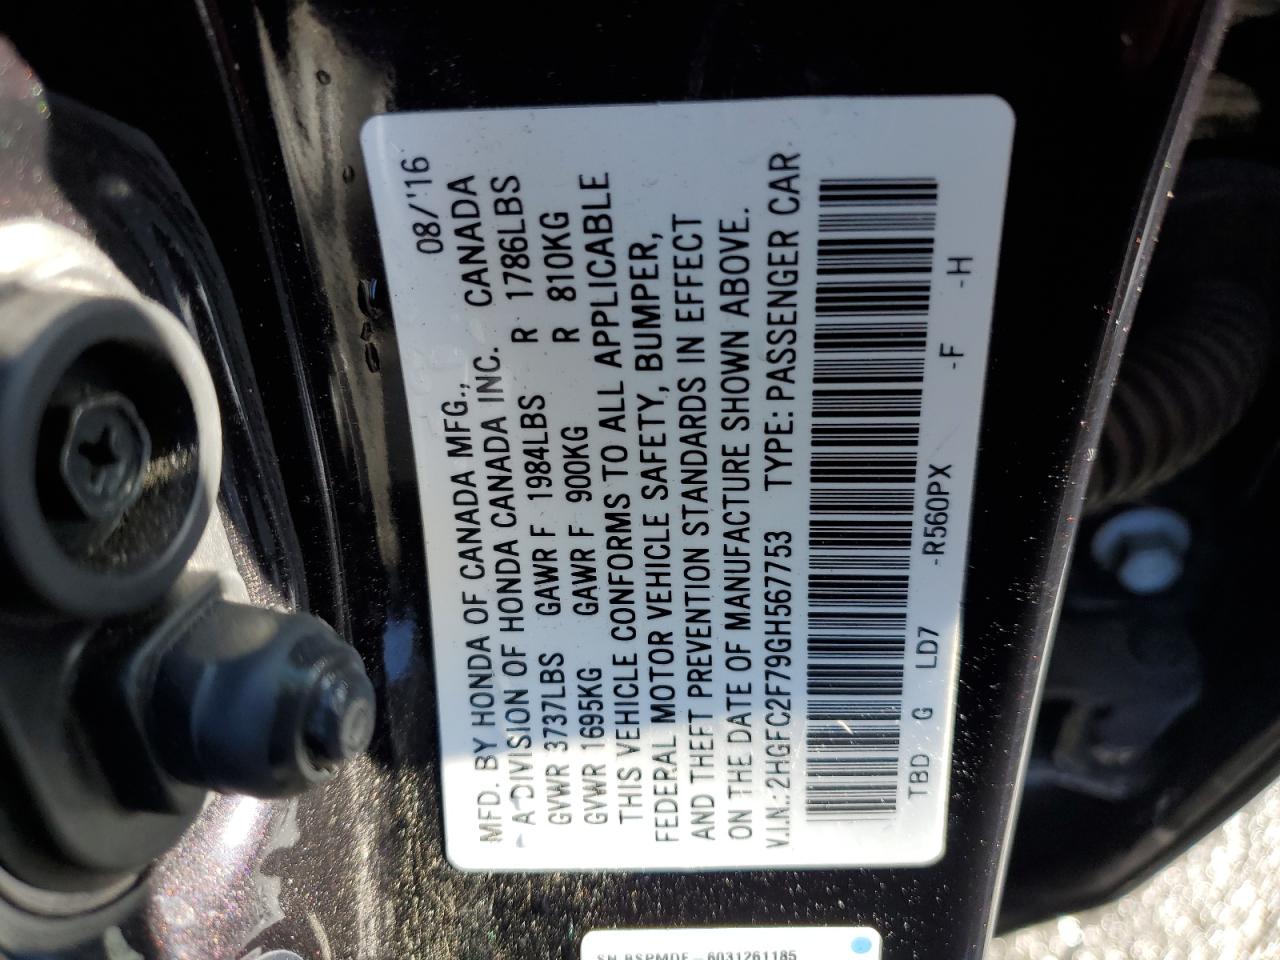 08/'16
MFD. BY HONDA OF CANADA MFG., CANADA
A DIVISION OF HONDA CANADA INC.
GVWR 3737LBS GAWR F 1984LBS R 1786LBS
GVWR 1695KG GAWR F 900KG R 810KG
THIS VEHICLE CONFORMS TO ALL APPLICABLE
FEDERAL MOTOR VEHICLE SAFETY, BUMPER,
AND THEFT PREVENTION STANDARDS IN EFFECT
ON THE DATE OF MANUFACTURE SHOWN ABOVE.
V.I.N.:2HGFC2F79GH567753 TYPE:PASSENGER CAR
TBD G LD7 -R560PX -F -H
6031261185